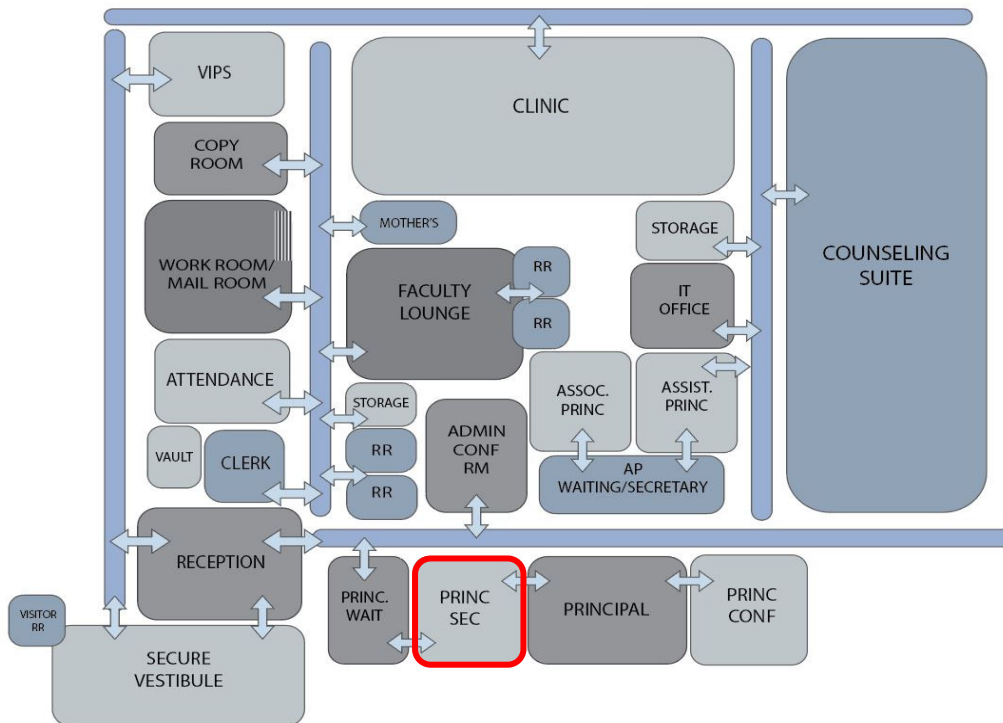 VIPS
CLINIC
COPY
ROOM
MOTHER'S
STORAGE
COUNSELING
SUITE
WORK ROOM/
MAIL ROOM
FACULTY
LOUNGE
RR
RR
IT
OFFICE
ATTENDANCE
STORAGE
ASSOC.
PRINC
ASSIST.
PRINC
VAULT
CLERK
RR
RR
ADMIN
CONF
RM
AP
WAITING/SECRETARY
RECEPTION
PRINC.
WAIT
PRINC
SEC
PRINCIPAL
PRINC
CONF
VISITOR
RR
SECURE
VESTIBULE